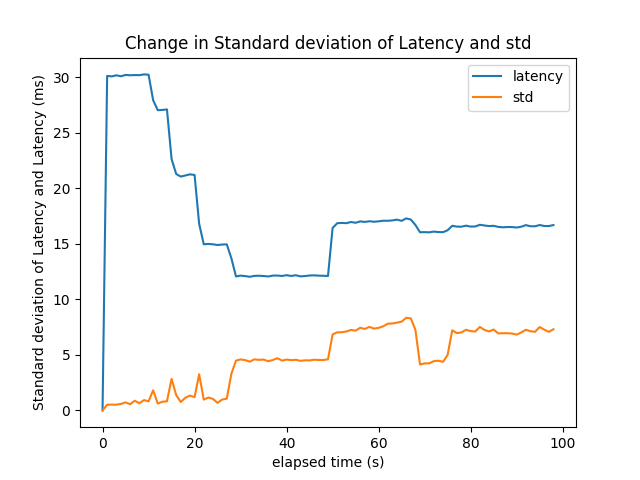 Change in Standard deviation of Latency and std
Standard deviation of Latency and Latency (ms)
30
25
20
15
10
5
0
latency
std
0 20 40 60 80 100
elapsed time (s)